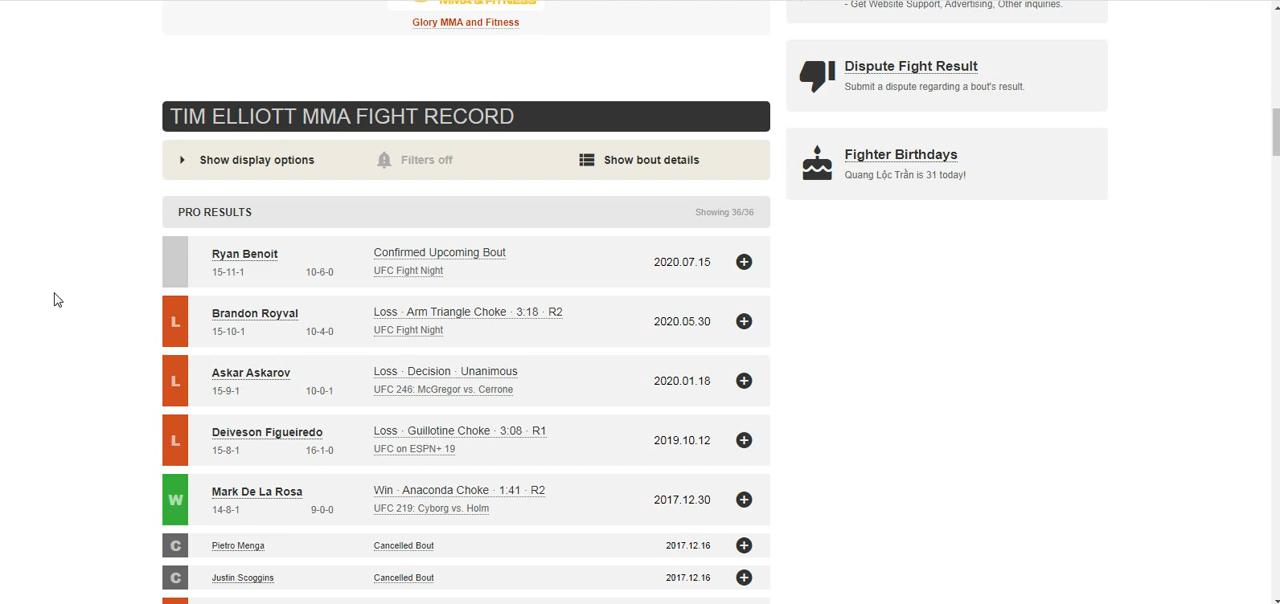 MMA & FITNESS
Glory MMA and Fitness
- Get Website Support, Advertising, Other inquiries.
Dispute Fight Result
Submit a dispute regarding a bout's result.
Fighter Birthdays
Quang Lộc Trần is 31 today!
TIM ELLIOTT MMA FIGHT RECORD
Show display options Filters off Show bout details
PRO RESULTS Showing 36/36
Ryan Benoit Confirmed Upcoming Bout 2020.07.15
15-11-1 10-6-0 UFC Fight Night
L Brandon Royval Loss · Arm Triangle Choke · 3:18 · R2 2020.05.30
15-10-1 10-4-0 UFC Fight Night
L Askar Askarov Loss · Decision · Unanimous 2020.01.18
15-9-1 10-0-1 UFC 246: McGregor vs. Cerrone
L Deiveson Figueiredo Loss · Guillotine Choke · 3:08 · R1 2019.10.12
15-8-1 16-1-0 UFC on ESPN+ 19
W Mark De La Rosa Win · Anaconda Choke · 1:41 · R2 2017.12.30
14-8-1 9-0-0 UFC 219: Cyborg vs. Holm
C Pietro Menga Cancelled Bout 2017.12.16
C Justin Scoggins Cancelled Bout 2017.12.16